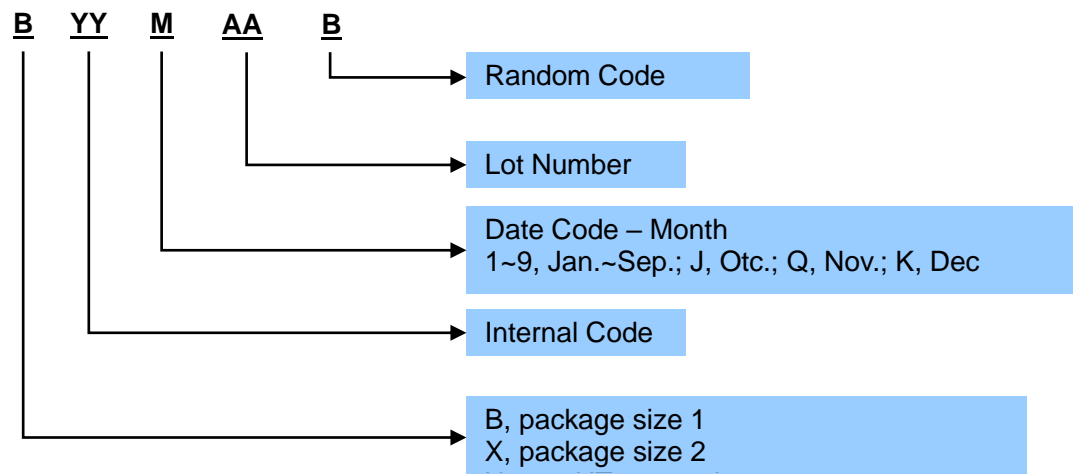 B YY M AA B
Random Code
Lot Number
Date Code – Month
1~9, Jan.~Sep.; J, Otc.; Q, Nov.; K, Dec
Internal Code
B, package size 1
X, package size 2